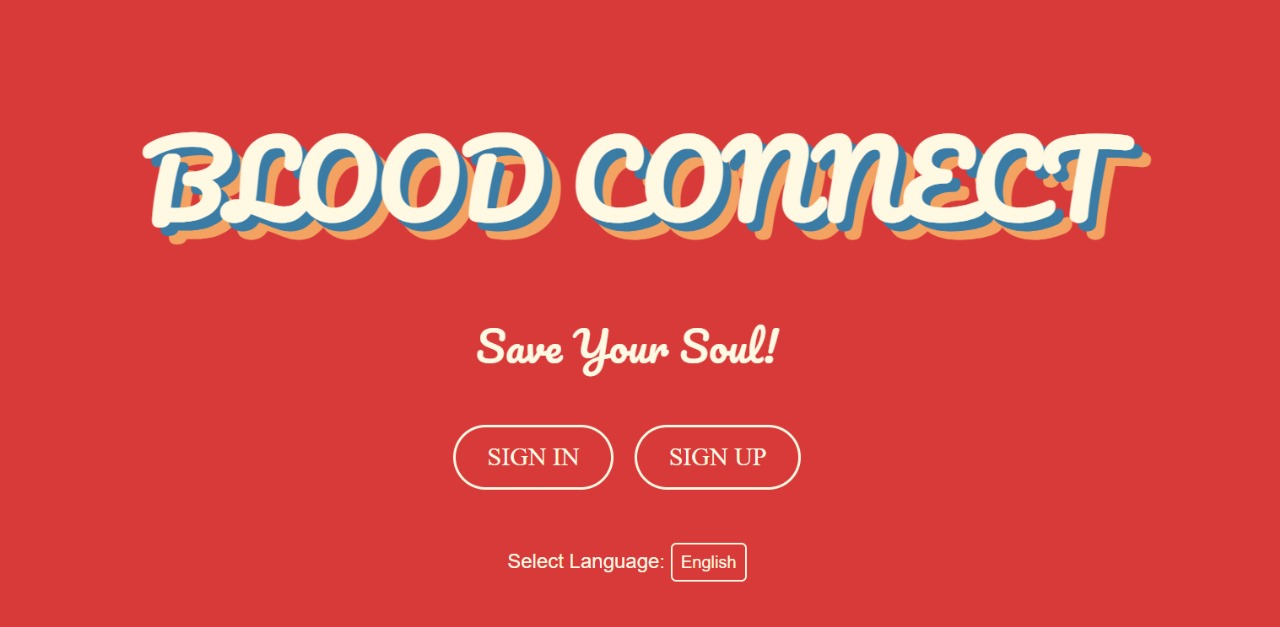 BLOOD CONNECT
Save Your Soul!
SIGN IN SIGN UP
Select Language: English